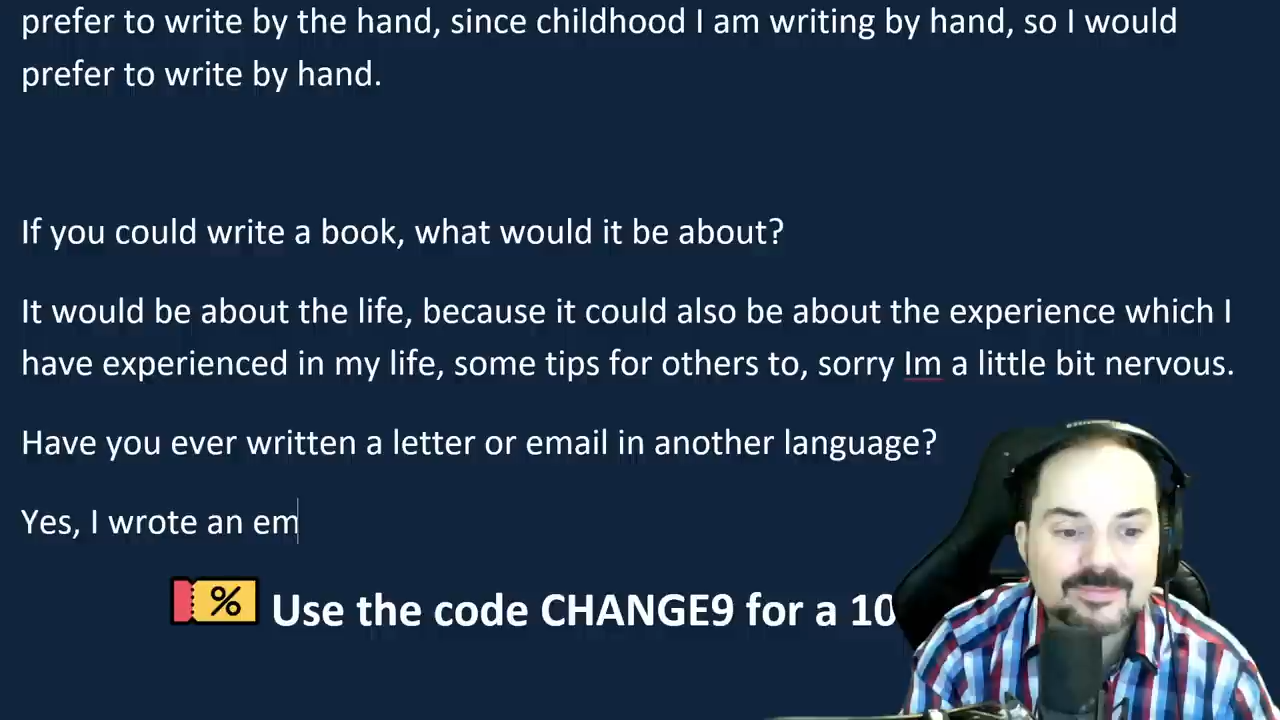 prefer to write by the hand, since childhood I am writing by hand, so I would
prefer to write by hand.
If you could write a book, what would it be about?
It would be about the life, because it could also be about the experience which I
have experienced in my life, some tips for others to, sorry Im a little bit nervous.
Have you ever written a letter or email in another language?
Yes, I wrote an em
% Use the code CHANGE9 for a 10